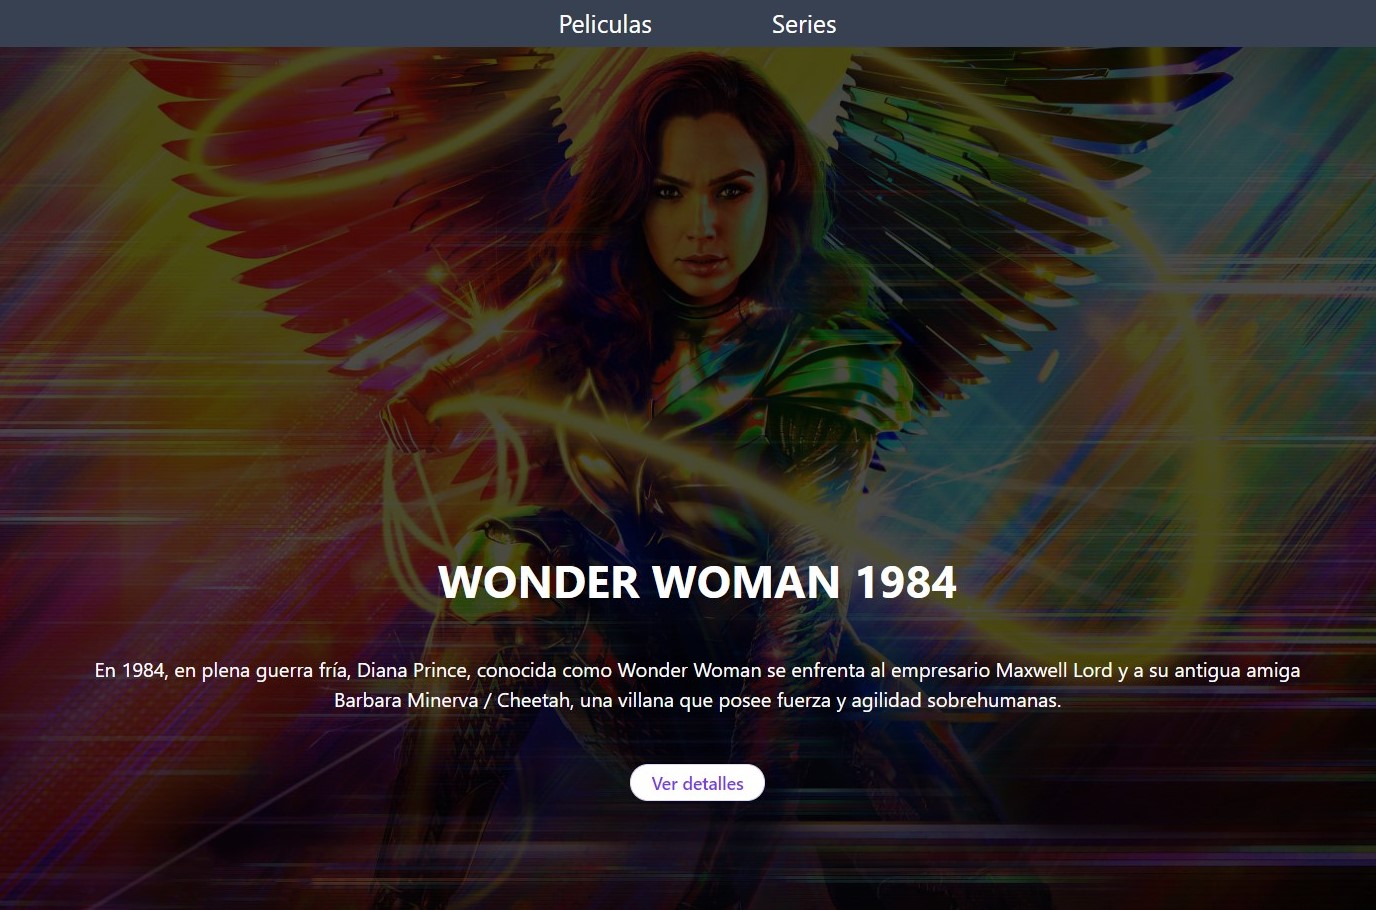 Peliculas Series
WONDER WOMAN 1984
En 1984, en plena guerra fría, Diana Prince, conocida como Wonder Woman se enfrenta al empresario Maxwell Lord y a su antigua amiga
Barbara Minerva / Cheetah, una villana que posee fuerza y agilidad sobrehumanas.
Ver detalles